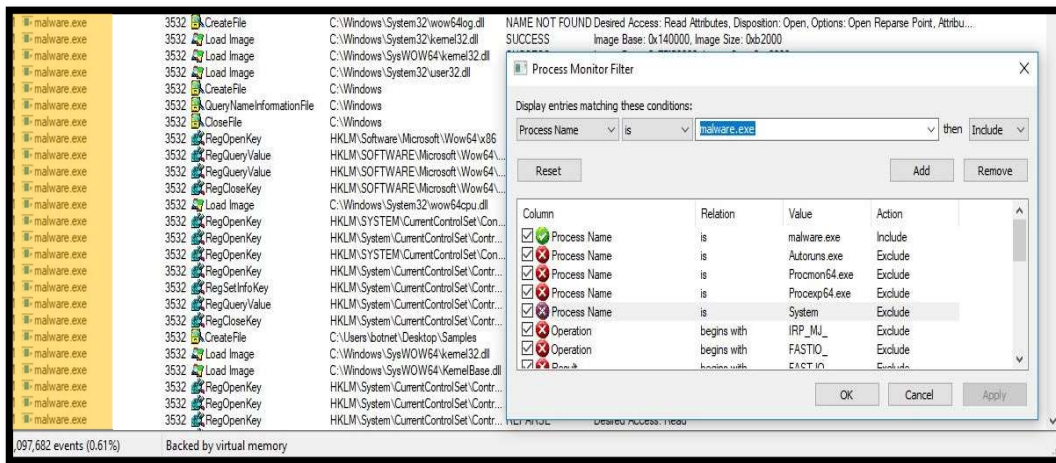 malware.exe 3532 CreateFile C:\Windows\System32\wow64log.dll NAME NOT FOUND Desired Access: Read Attributes, Disposition: Open, Options: Open Reparse Point, Attribu...
malware.exe 3532 Load Image C:\Windows\System32\kernel32.dll SUCCESS Image Base: 0x140000, Image Size: 0xb2000
malware.exe 3532 Load Image C:\Windows\SysWOW64\kernel32.dll
malware.exe 3532 Load Image C:\Windows\System32\user32.dll
malware.exe 3532 CreateFile C:\Windows
malware.exe 3532 QueryNameInformationFile C:\Windows
malware.exe 3532 CloseFile C:\Windows
malware.exe 3532 RegOpenKey HKLM\Software\Microsoft\Wow64\x86
malware.exe 3532 RegQueryValue HKLM\SOFTWARE\Microsoft\Wow64\...
malware.exe 3532 RegQueryValue HKLM\SOFTWARE\Microsoft\Wow64\...
malware.exe 3532 RegCloseKey HKLM\SOFTWARE\Microsoft\Wow64\...
malware.exe 3532 Load Image C:\Windows\System32\wow64cpu.dll
malware.exe 3532 RegOpenKey HKLM\SYSTEM\CurrentControlSet\Con...
malware.exe 3532 RegOpenKey HKLM\System\CurrentControlSet\Contr...
malware.exe 3532 RegOpenKey HKLM\SYSTEM\CurrentControlSet\Con...
malware.exe 3532 RegOpenKey HKLM\System\CurrentControlSet\Contr...
malware.exe 3532 RegSetInfoKey HKLM\System\CurrentControlSet\Contr...
malware.exe 3532 RegQueryValue HKLM\System\CurrentControlSet\Contr...
malware.exe 3532 RegCloseKey HKLM\System\CurrentControlSet\Contr...
malware.exe 3532 CreateFile C:\Users\botnet\Desktop\Samples
malware.exe 3532 Load Image C:\Windows\SysWOW64\kernel32.dll
malware.exe 3532 Load Image C:\Windows\SysWOW64\KernelBase.dll
malware.exe 3532 RegOpenKey HKLM\System\CurrentControlSet\Contr...
malware.exe 3532 RegOpenKey HKLM\System\CurrentControlSet\Contr...
malware.exe 3532 RegOpenKey HKLM\System\CurrentControlSet\Contr... REPARSE Desired Access: Read
,097,682 events (0.61%) Backed by virtual memory
Process Monitor Filter
Display entries matching these conditions:
Process Name is malware.exe then Include
Reset Add Remove
Column Relation Value Action
Process Name is malware.exe Include
Process Name is Autoruns.exe Exclude
Process Name is Procmon64.exe Exclude
Process Name is Procexp64.exe Exclude
Process Name is System Exclude
Operation begins with IRP_MJ_ Exclude
Operation begins with FASTIO_ Exclude
Result begins with FAST IO Exclude
OK Cancel Apply